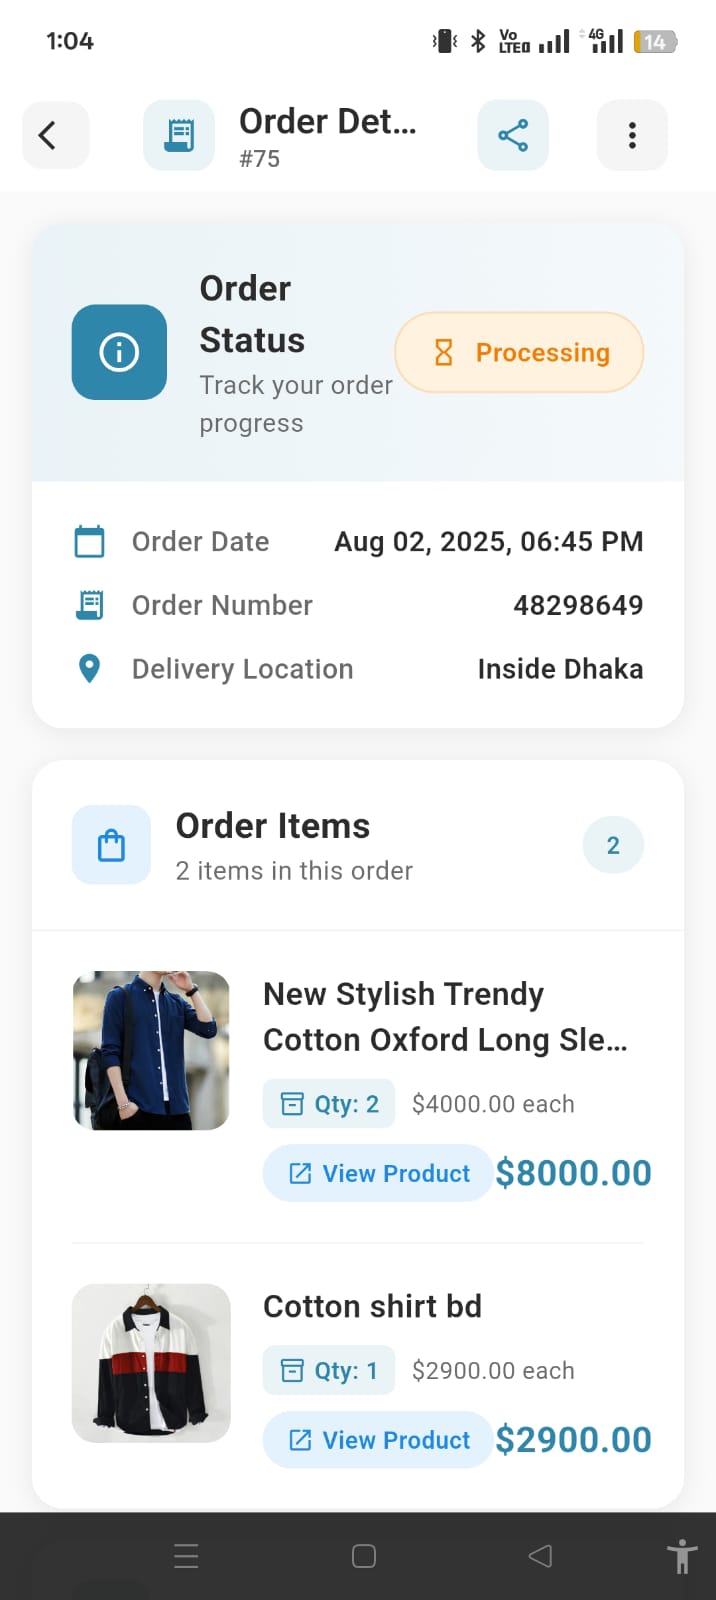 1:04
Vo LTE
4G
14
Order Det...
#75
Order
Status
Track your order
progress
Processing
Order Date
Aug 02, 2025, 06:45 PM
Order Number
48298649
Delivery Location
Inside Dhaka
Order Items
2 items in this order
2
New Stylish Trendy
Cotton Oxford Long Sle...
Qty: 2
$4000.00 each
View Product
$8000.00
Cotton shirt bd
Qty: 1
$2900.00 each
View Product
$2900.00